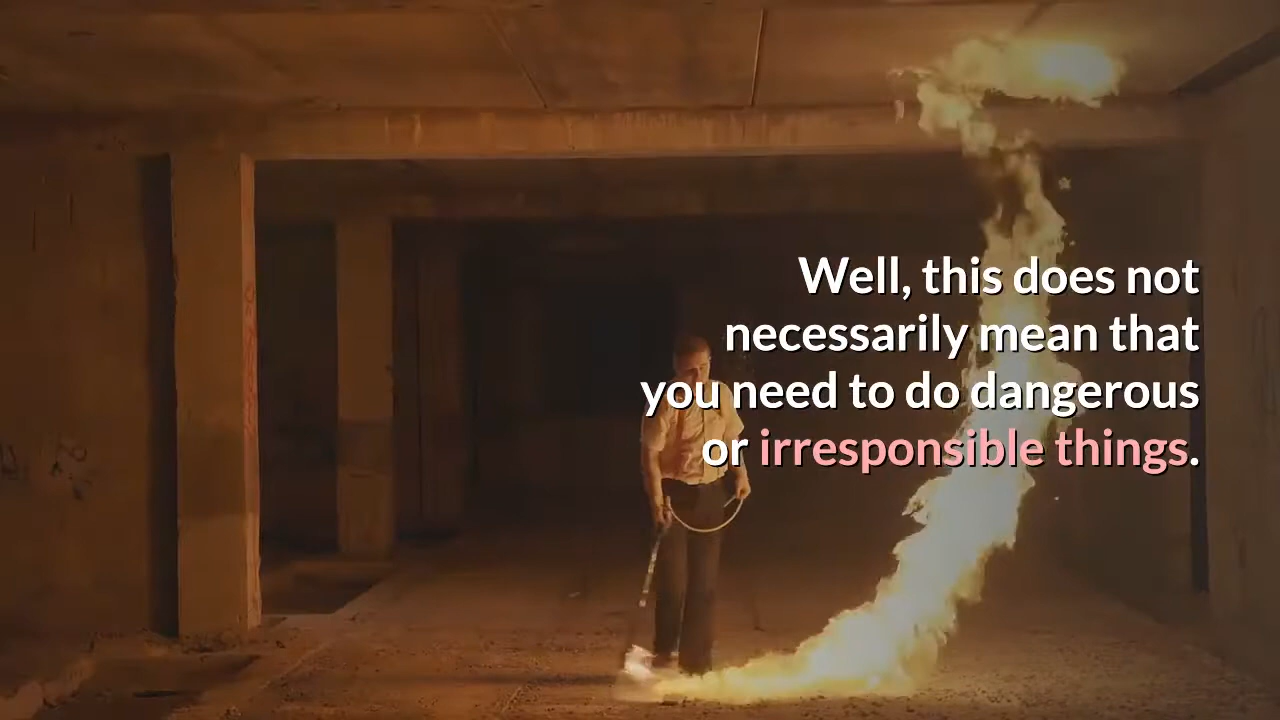 Well, this does not
necessarily mean that
you need to do dangerous
or irresponsible things.